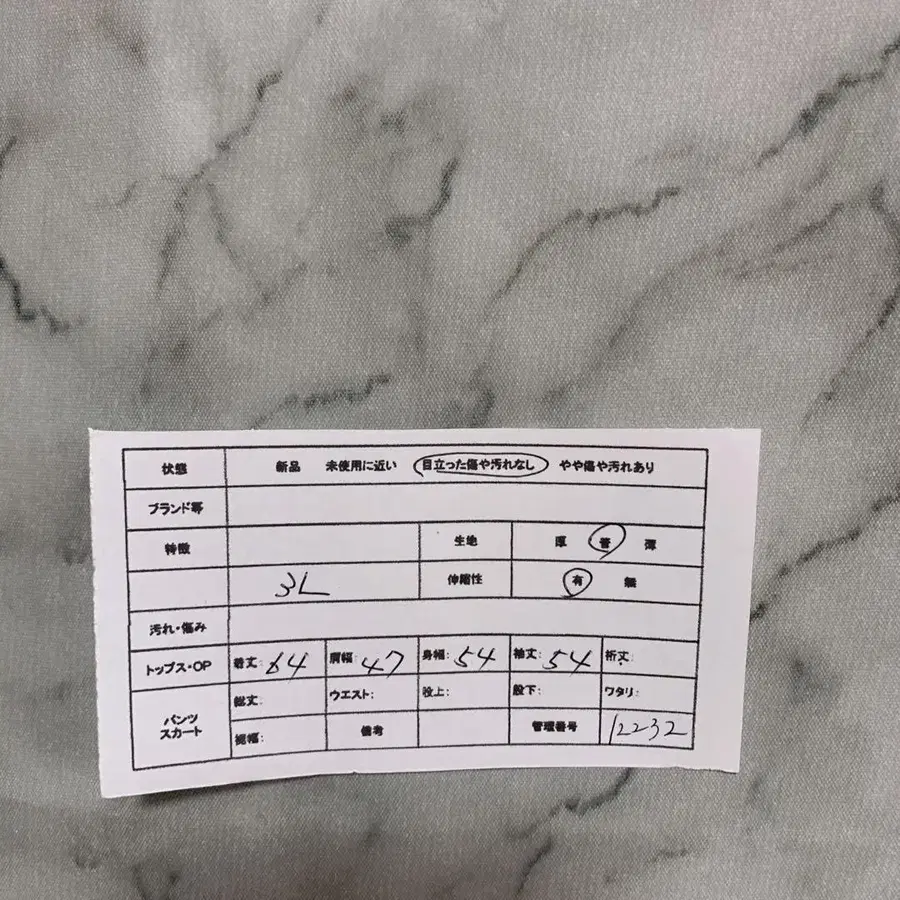 状態 新品 未使用に近い 目立った傷や汚れなし やや傷や汚れあり
ブランド等
特徴 生地 厚 普 薄
3L 伸縮性 有 無
汚れ・傷み
トップス・OP 着丈: 64 肩幅: 47 身幅: 54 袖丈: 54 裄丈:
パンツ スカート 総丈: ウエスト: 股上: 股下: ワタリ:
裾幅: 備考 管理番号 12232